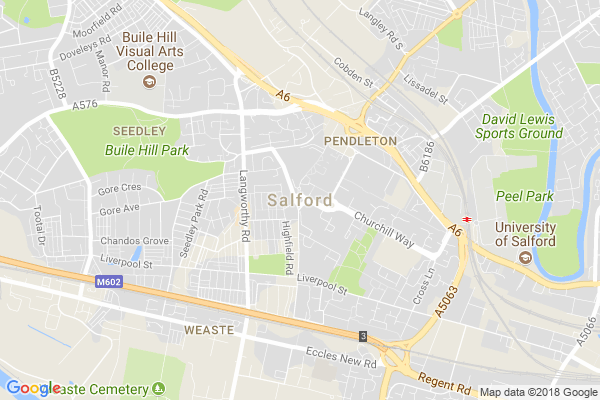 Moorfield Rd
Doveleys Rd
Manor Rd
B5228
Buile Hill
Visual Arts
College
Langley Rd S
Cobden St
Lissadel St
A6
A576
SEEDLEY
Buile Hill Park
PENDLETON
David Lewis
Sports Ground
B6186
Gore Cres
Gore Ave
Tootal Dr
Seedley Park Rd
Langworthy Rd
Salford
Highfield Rd
Churchill Way
Peel Park
A6
University
of Salford
Chandos Grove
Liverpool St
M602
Liverpool St
Cross Ln
A5063
A5066
WEASTE
3
Eccles New Rd
Regent Rd
Google
easte Cemetery
Map data ©2018 Google